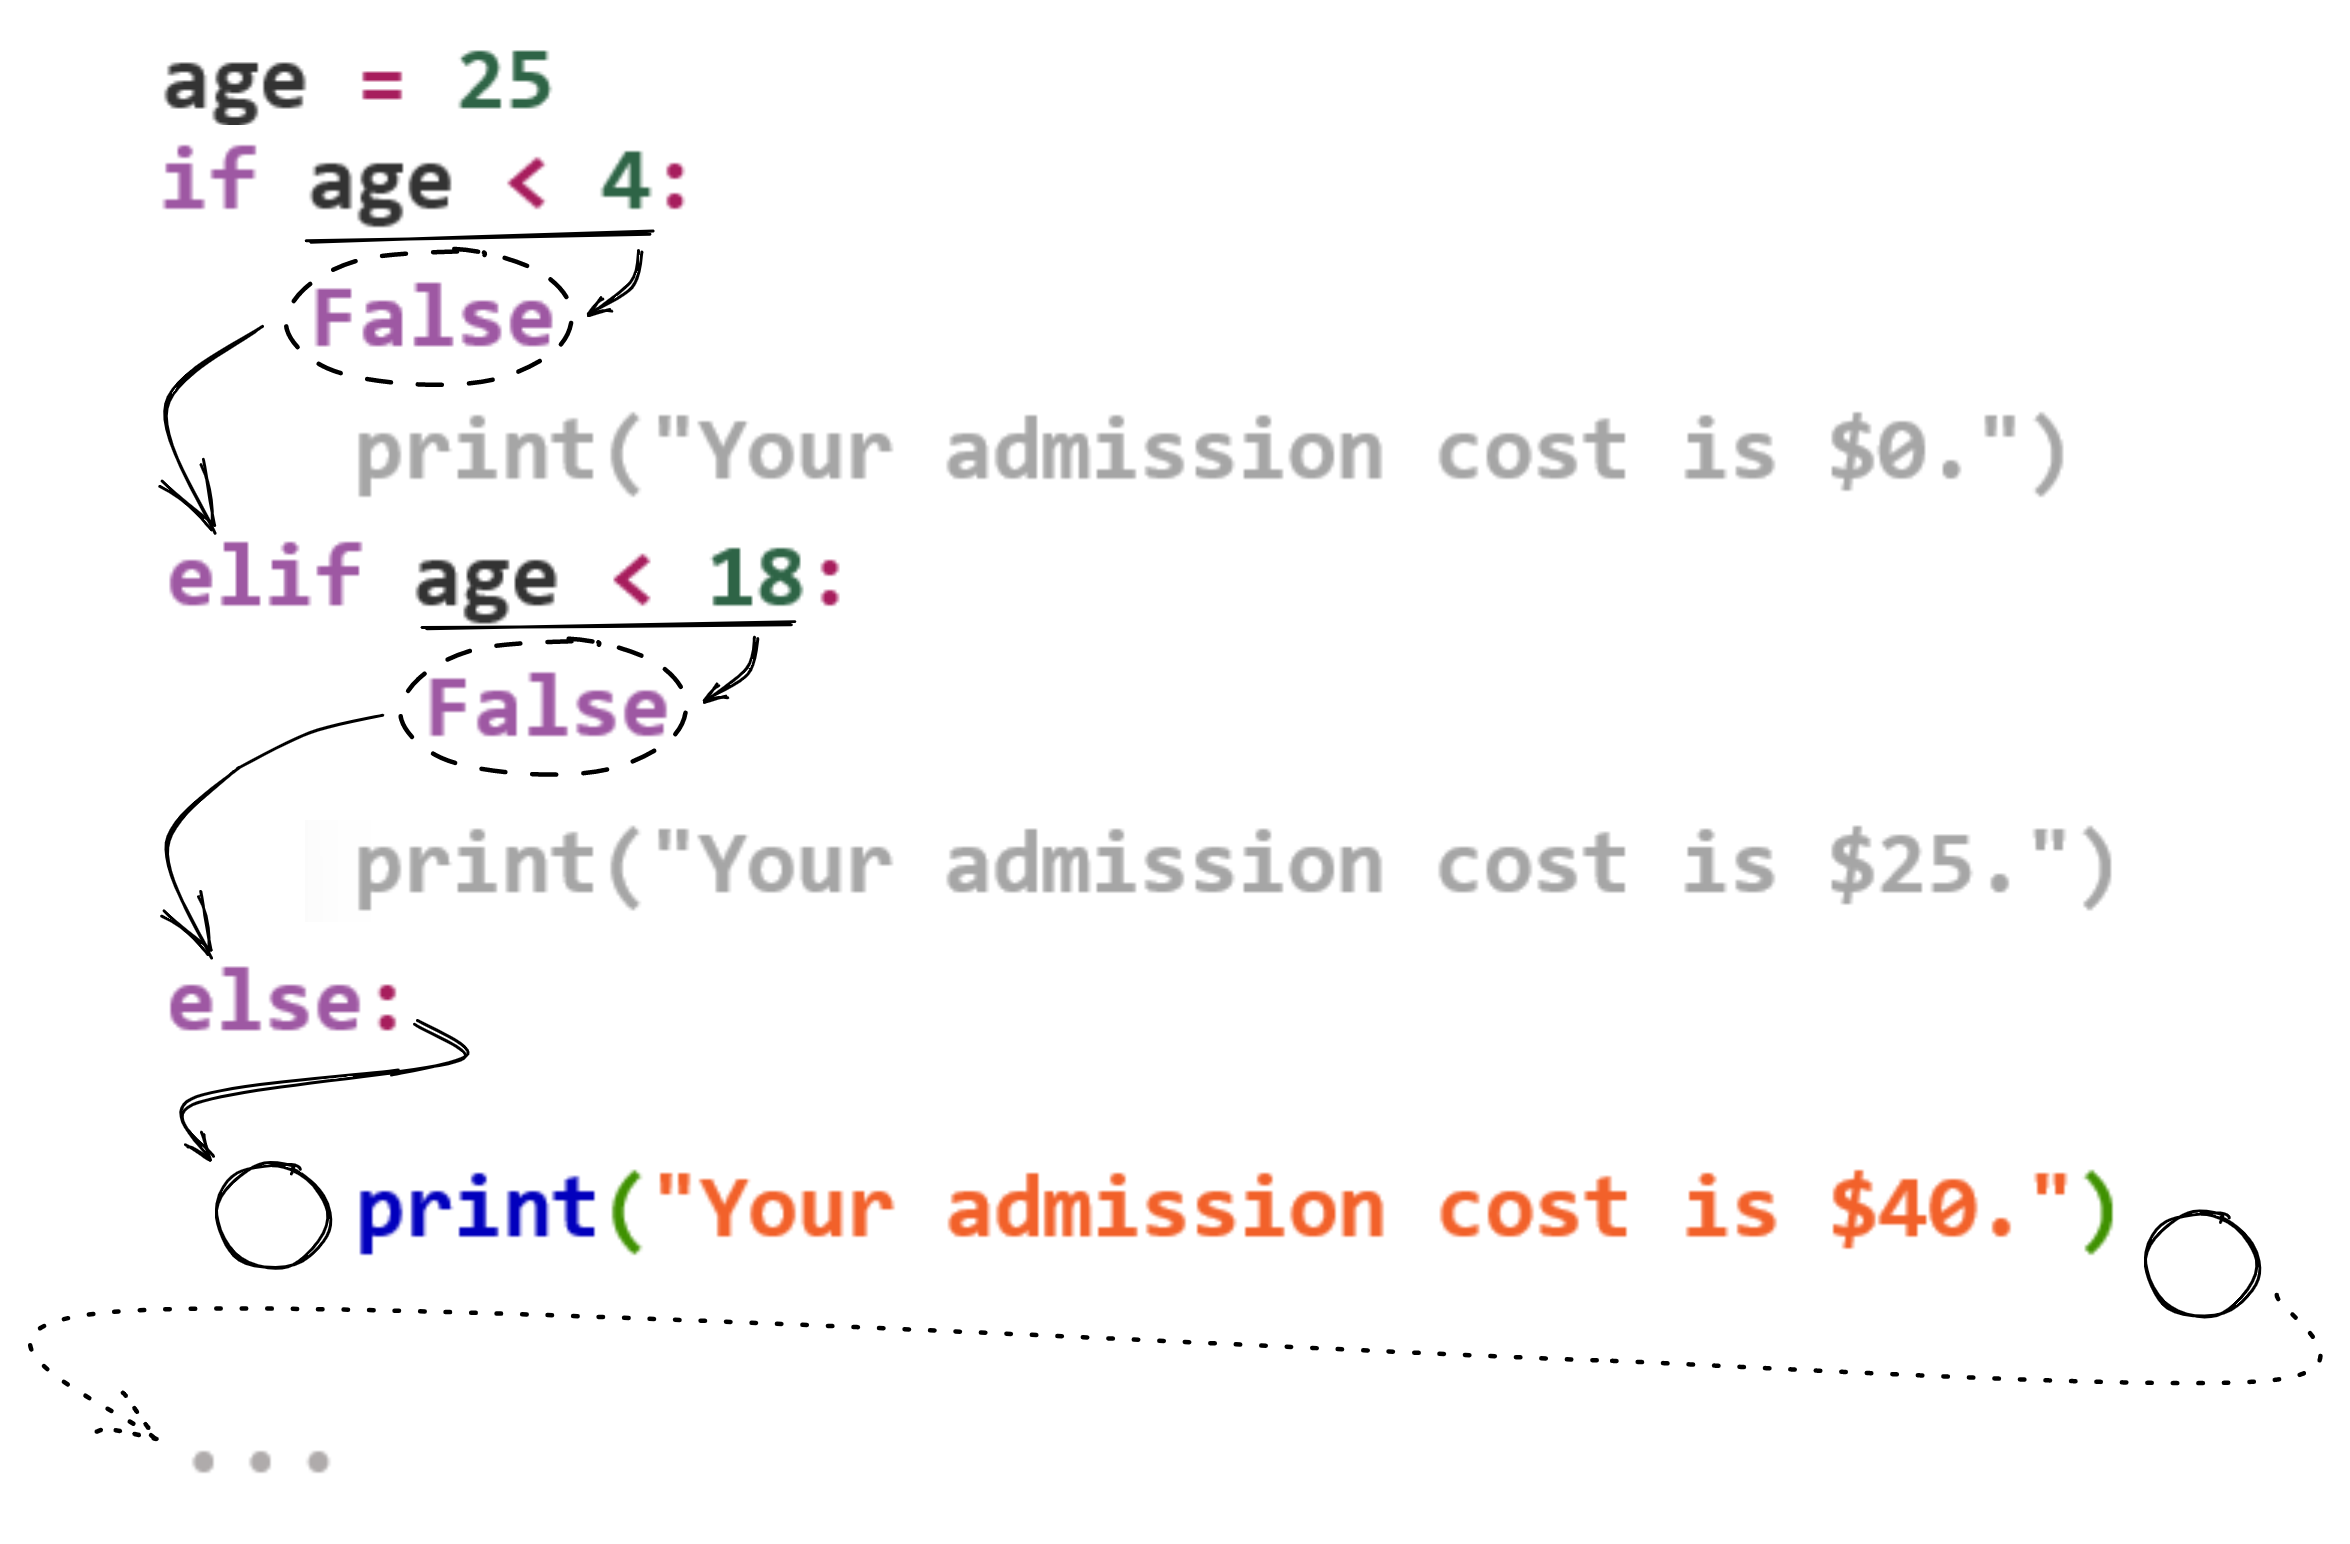 age = 25
if age < 4:
False
print("Your admission cost is $0.")
elif age < 18:
False
print("Your admission cost is $25.")
else:
print("Your admission cost is $40.")
...